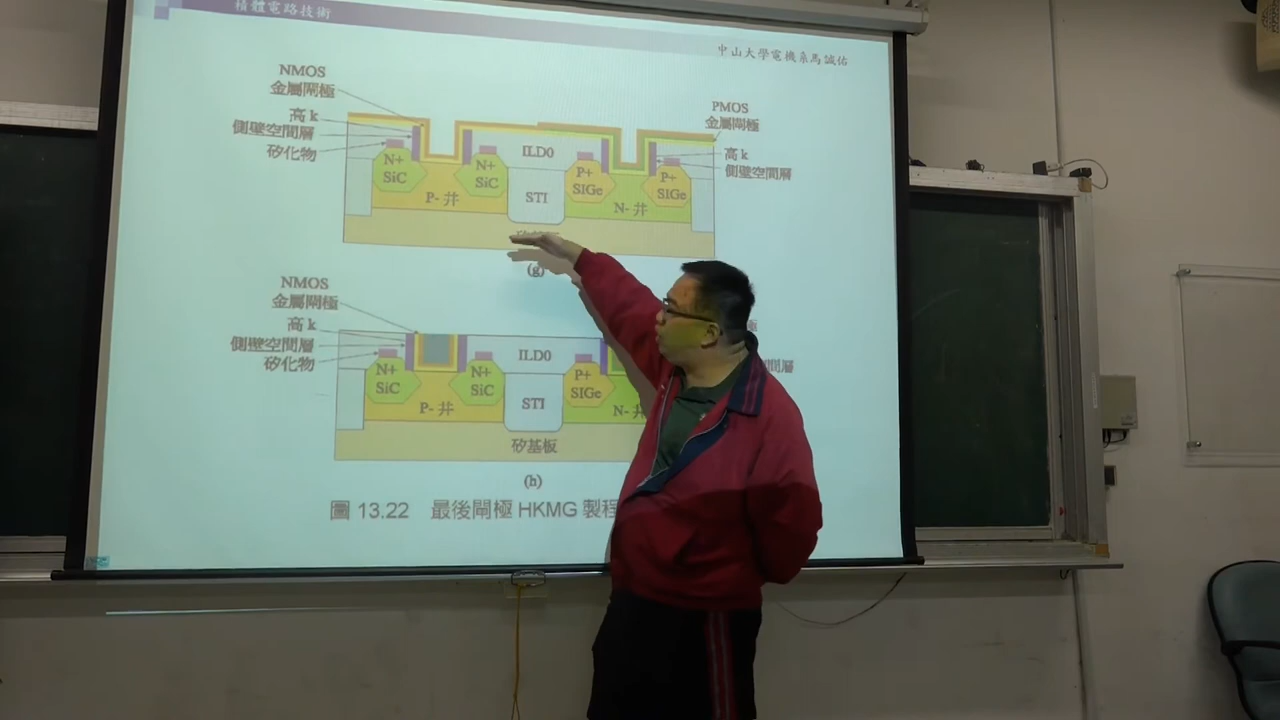 積體電路技術
中山大學電機系馬誠佑
NMOS
金屬閘極
高 k
側壁空間層
矽化物
PMOS
金屬閘極
高 k
側壁空間層
ILD0
N+
SiC
N+
SiC
P+
SIGe
P+
SIGe
P- 井
STI
N- 井
(g)
NMOS
金屬閘極
高 k
側壁空間層
矽化物
ILD0
N+
SiC
N+
SiC
P+
SIGe
P- 井
STI
N- 井
矽基板
(h)
圖 13.22 最後閘極 HKMG 製程